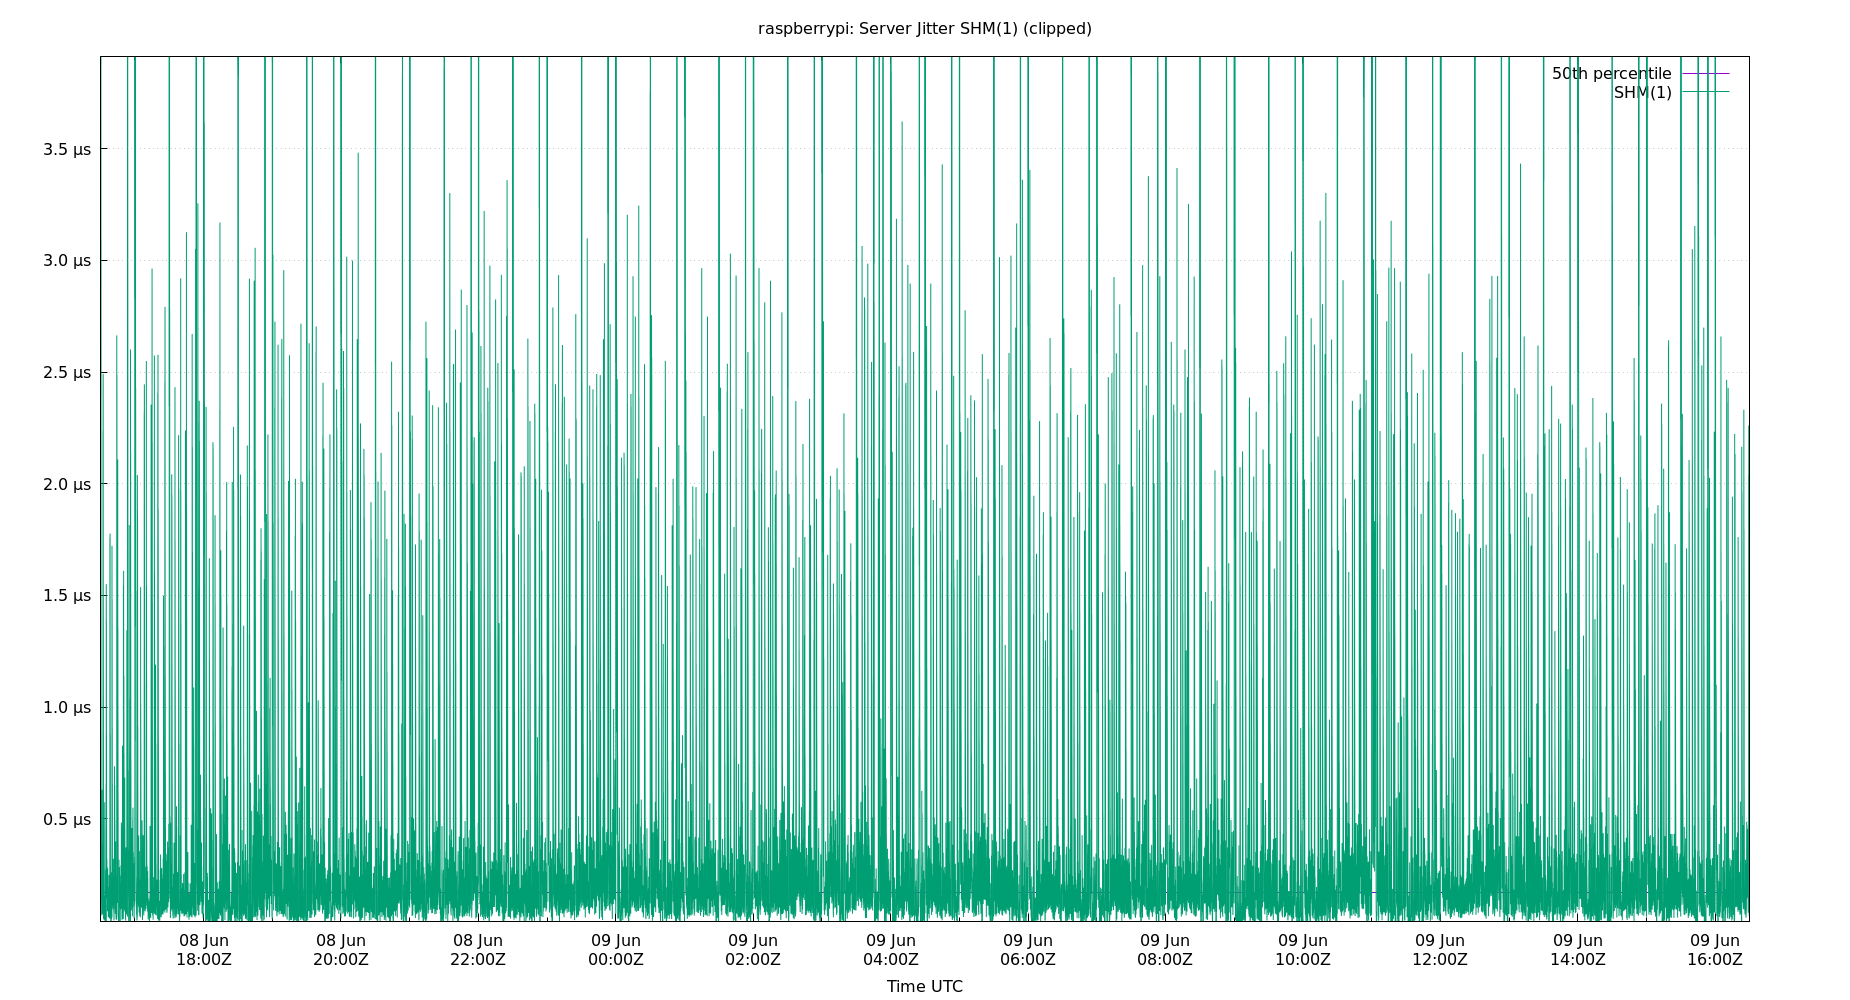 raspberrypi: Server Jitter SHM(1) (clipped)
50th percentile
SHM(1)
3.5 µs
3.0 µs
2.5 µs
2.0 µs
1.5 µs
1.0 µs
0.5 µs
08 Jun 08 Jun 08 Jun 09 Jun 09 Jun 09 Jun 09 Jun 09 Jun 09 Jun 09 Jun 09 Jun 09 Jun
18:00Z 20:00Z 22:00Z 00:00Z 02:00Z 04:00Z 06:00Z 08:00Z 10:00Z 12:00Z 14:00Z 16:00Z
Time UTC